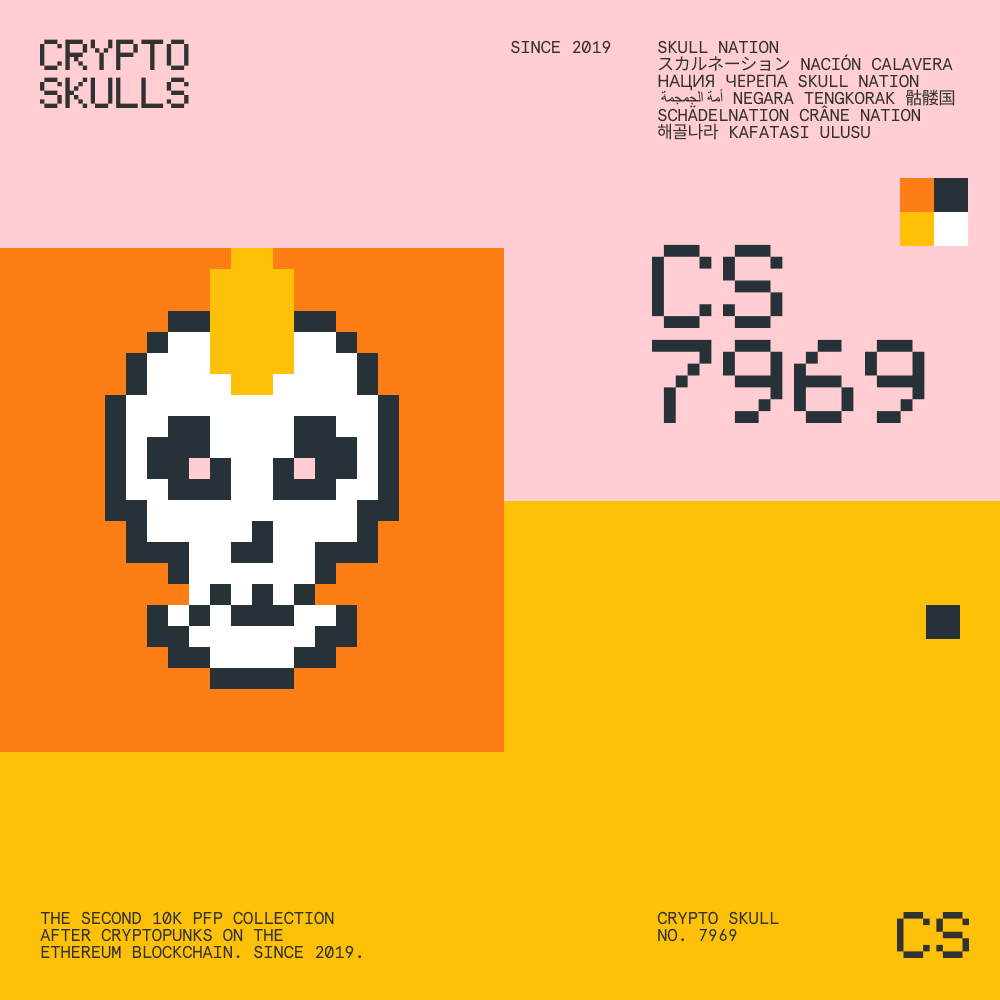 CRYPTO
SKULLS
SINCE 2019
SKULL NATION
スカルネーション NACIÓN CALAVERA
НАЦИЯ ЧЕРЕПА SKULL NATION
أمة الجمجمة NEGARA TENGKORAK 骷髅国
SCHÄDELNATION CRÂNE NATION
해골나라 KAFATASI ULUSU
CS
7969
THE SECOND 10K PFP COLLECTION
AFTER CRYPTOPUNKS ON THE
ETHEREUM BLOCKCHAIN. SINCE 2019.
CRYPTO SKULL
NO. 7969
CS